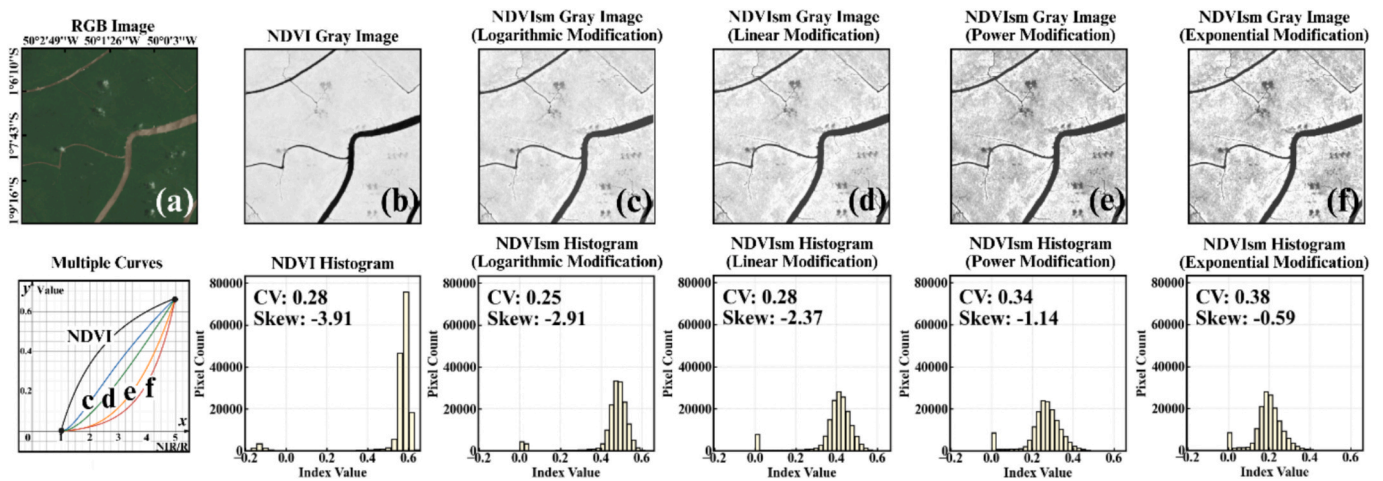 RGB Image
50°2'49"W 50°1'26"W 50°0'3"W
1°6'10"S
1°7'43"S
1°9'16"S
(a)
NDVI Gray Image
(b)
NDVIsm Gray Image
(Logarithmic Modification)
(c)
NDVIsm Gray Image
(Linear Modification)
(d)
NDVIsm Gray Image
(Power Modification)
(e)
NDVIsm Gray Image
(Exponential Modification)
(f)
Multiple Curves
y Value
0.6
0.4
0.2
0
NDVI
c d e f
x
0 1 2 3 4 5
NIR/R
NDVI Histogram
CV: 0.28
Skew: -3.91
Pixel Count
80000
60000
40000
20000
0
-0.2 0.0 0.2 0.4 0.6
Index Value
NDVIsm Histogram
(Logarithmic Modification)
CV: 0.25
Skew: -2.91
Pixel Count
80000
60000
40000
20000
0
-0.2 0.0 0.2 0.4 0.6
Index Value
NDVIsm Histogram
(Linear Modification)
CV: 0.28
Skew: -2.37
Pixel Count
80000
60000
40000
20000
0
-0.2 0.0 0.2 0.4 0.6
Index Value
NDVIsm Histogram
(Power Modification)
CV: 0.34
Skew: -1.14
Pixel Count
80000
60000
40000
20000
0
-0.2 0.0 0.2 0.4 0.6
Index Value
NDVIsm Histogram
(Exponential Modification)
CV: 0.38
Skew: -0.59
Pixel Count
80000
60000
40000
20000
0
-0.2 0.0 0.2 0.4 0.6
Index Value